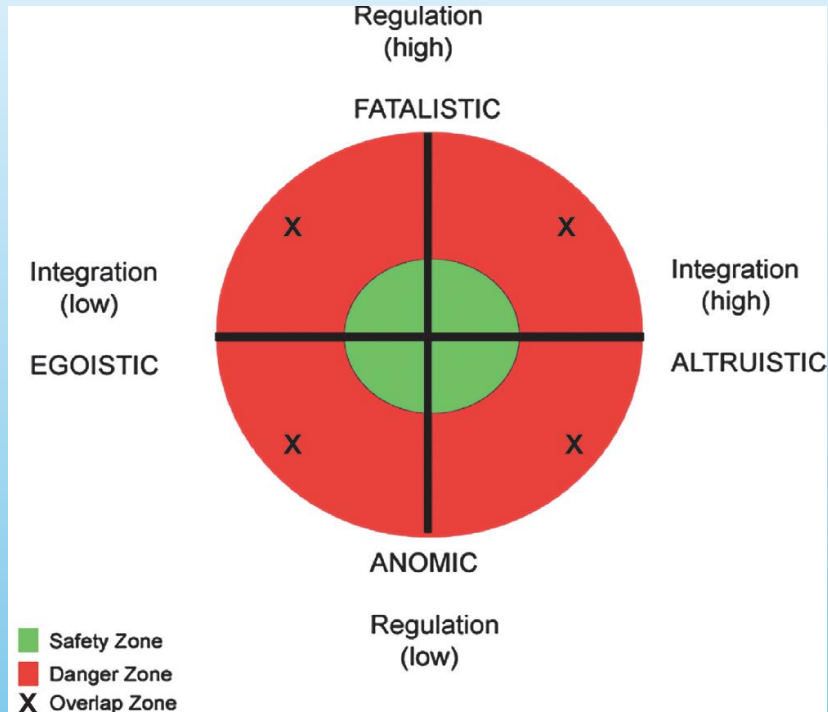 Regulation
(high)
FATALISTIC
X X
Integration
(low)
EGOISTIC
Integration
(high)
ALTRUISTIC
X X
ANOMIC
Regulation
(low)
Safety Zone
Danger Zone
X Overlap Zone